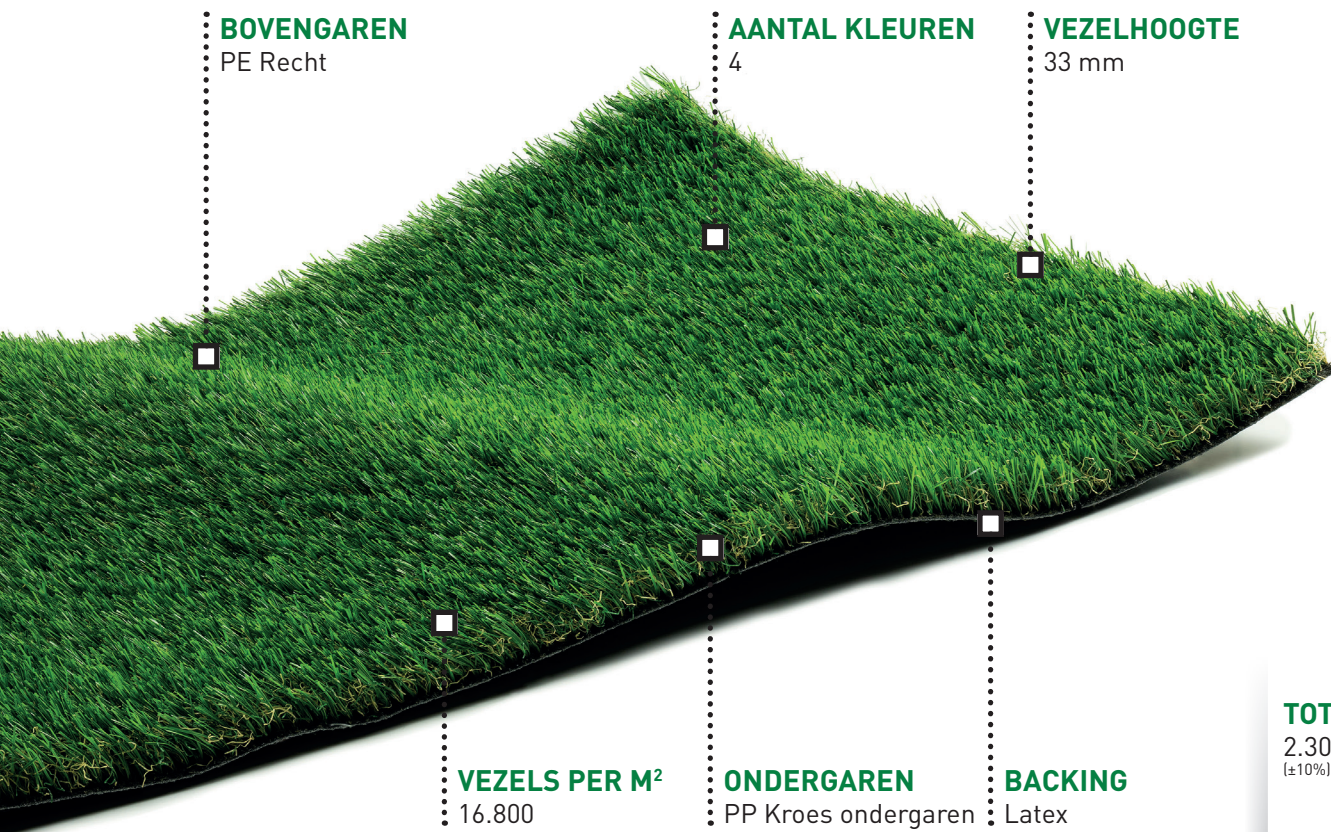 BOVENGAREN
PE Recht
AANTAL KLEUREN
4
VEZELHOOGTE
33 mm
VEZELS PER M²
16.800
ONDERGAREN
PP Kroes ondergaren
BACKING
Latex
TOT
2.30
(±10%)